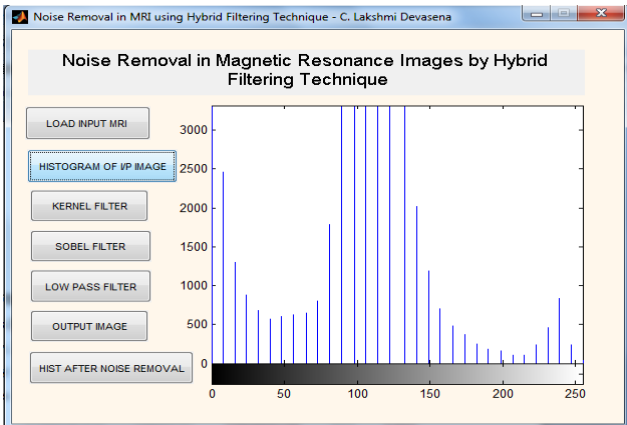 Noise Removal in MRI using Hybrid Filtering Technique - C. Lakshmi Devasena
Noise Removal in Magnetic Resonance Images by Hybrid
Filtering Technique
LOAD INPUT MRI
HISTOGRAM OF I/P IMAGE
KERNEL FILTER
SOBEL FILTER
LOW PASS FILTER
OUTPUT IMAGE
HIST AFTER NOISE REMOVAL
3000
2500
2000
1500
1000
500
0
0 50 100 150 200 250